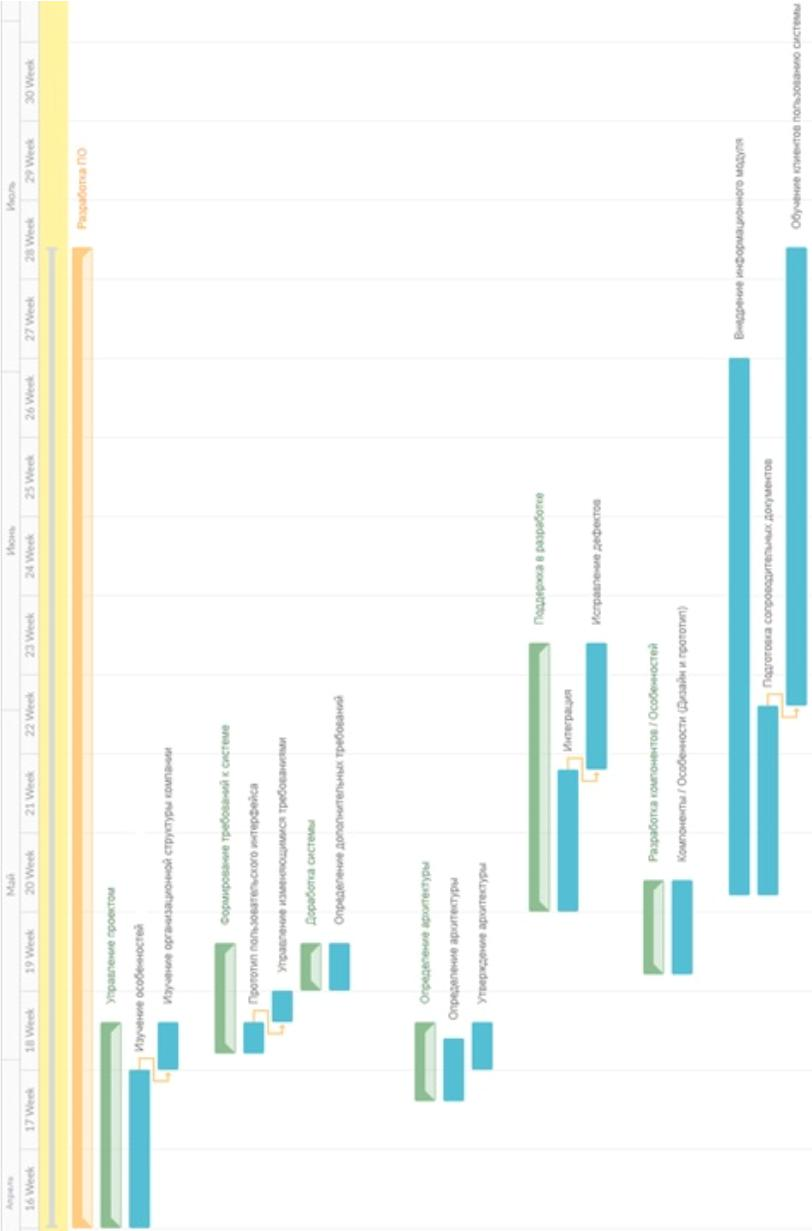 Апрель
Май
Июнь
Июль
16 Week
17 Week
18 Week
19 Week
20 Week
21 Week
22 Week
23 Week
24 Week
25 Week
26 Week
27 Week
28 Week
29 Week
30 Week
Разработка ПО
Управление проектом
Изучение особенностей
Изучение организационной структуры компании
Формирование требований к системе
Прототип пользовательского интерфейса
Управление изменяющимися требованиями
Доработка системы
Определение дополнительных требований
Определение архитектуры
Определение архитектуры
Утверждение архитектуры
Поддержка в разработке
Интеграция
Исправление дефектов
Разработка компонентов / Особенностей
Компоненты / Особенности (Дизайн и прототип)
Внедрение информационного модуля
Подготовка сопроводительных документов
Обучение клиентов пользованию системы